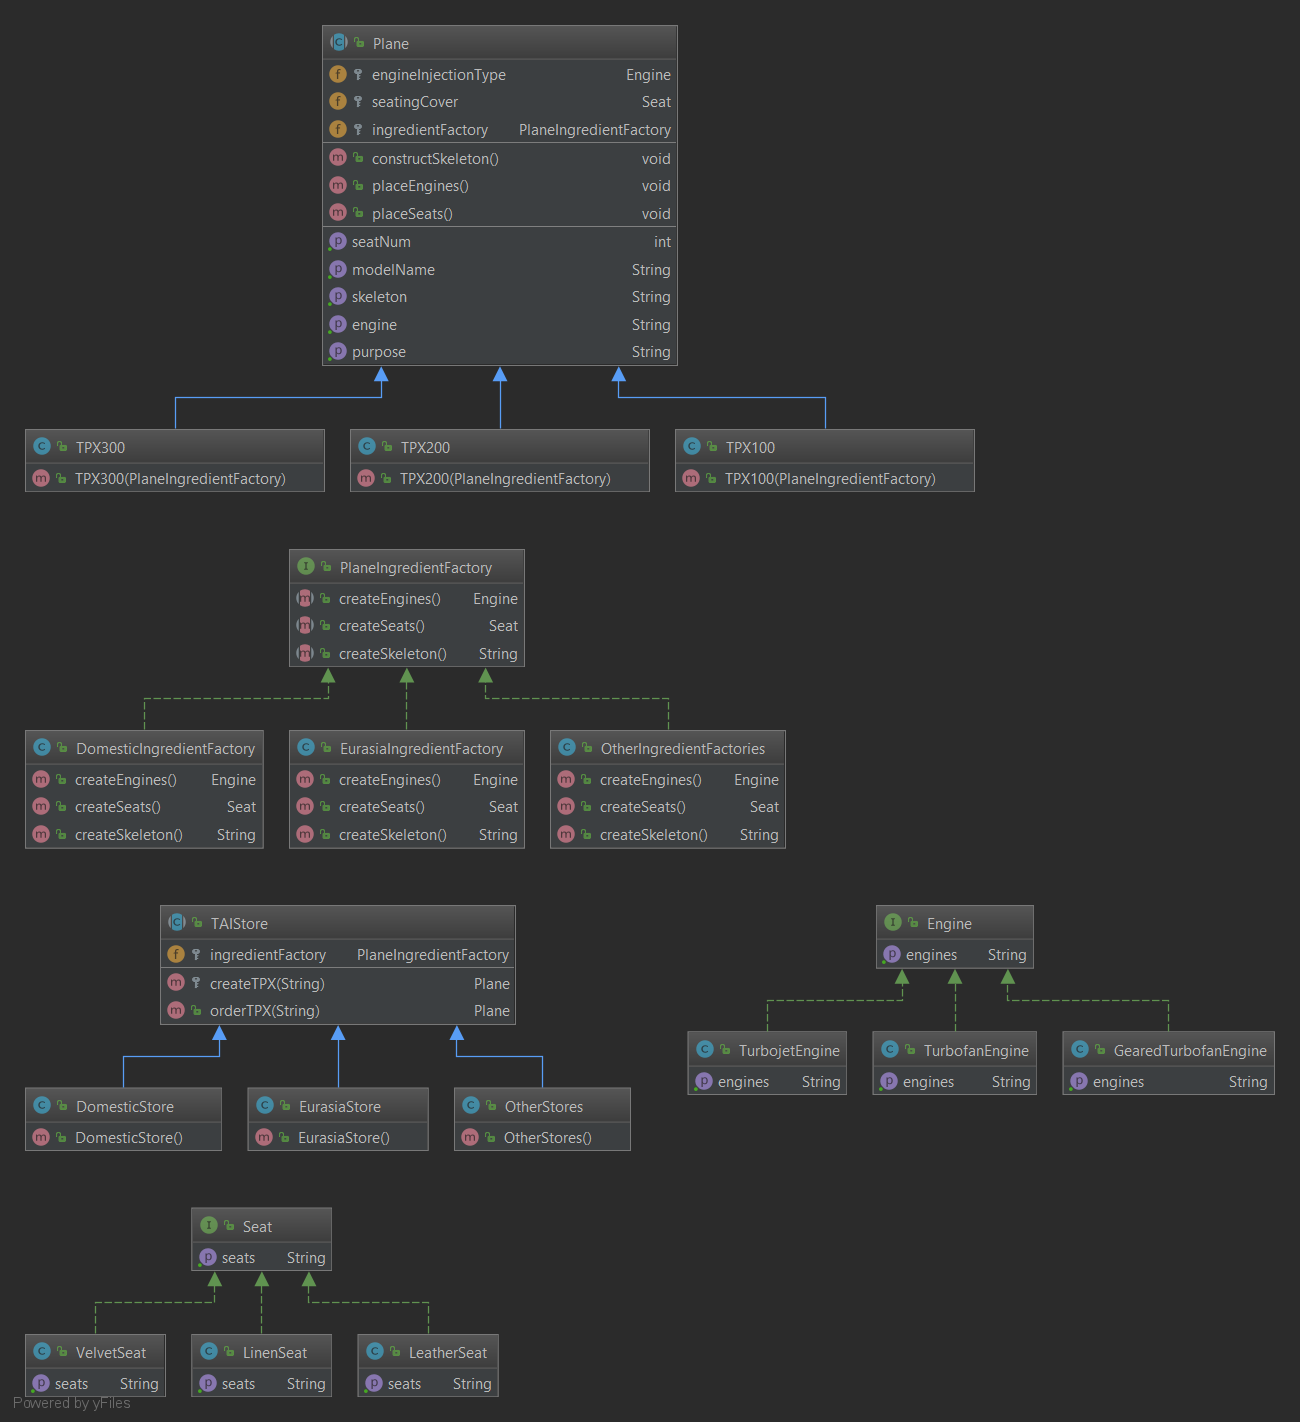 Plane
engineInjectionType Engine
seatingCover Seat
ingredientFactory PlaneIngredientFactory
constructSkeleton() void
placeEngines() void
placeSeats() void
seatNum int
modelName String
skeleton String
engine String
purpose String
TPX300
TPX300(PlaneIngredientFactory)
TPX200
TPX200(PlaneIngredientFactory)
TPX100
TPX100(PlaneIngredientFactory)
PlaneIngredientFactory
createEngines() Engine
createSeats() Seat
createSkeleton() String
DomesticIngredientFactory
createEngines() Engine
createSeats() Seat
createSkeleton() String
EurasiaIngredientFactory
createEngines() Engine
createSeats() Seat
createSkeleton() String
OtherIngredientFactories
createEngines() Engine
createSeats() Seat
createSkeleton() String
TAIStore
ingredientFactory PlaneIngredientFactory
createTPX(String) Plane
orderTPX(String) Plane
DomesticStore
DomesticStore()
EurasiaStore
EurasiaStore()
OtherStores
OtherStores()
Engine
engines String
TurbojetEngine
engines String
TurbofanEngine
engines String
GearedTurbofanEngine
engines String
Seat
seats String
VelvetSeat
seats String
LinenSeat
seats String
LeatherSeat
seats String
Powered by yFiles